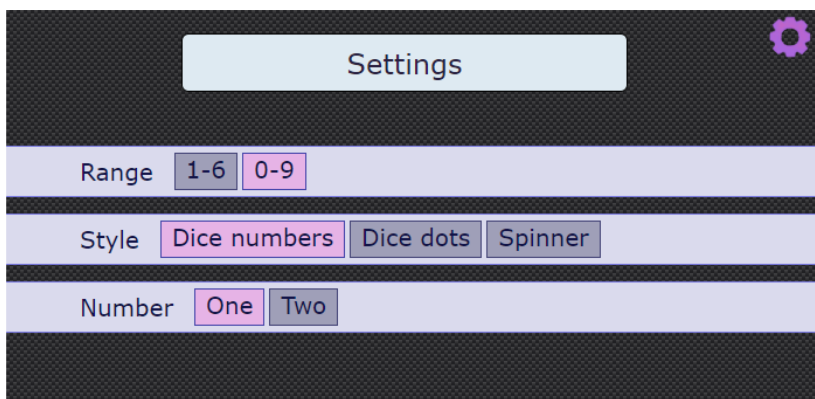 Settings
Range 1-6 0-9
Style Dice numbers Dice dots Spinner
Number One Two